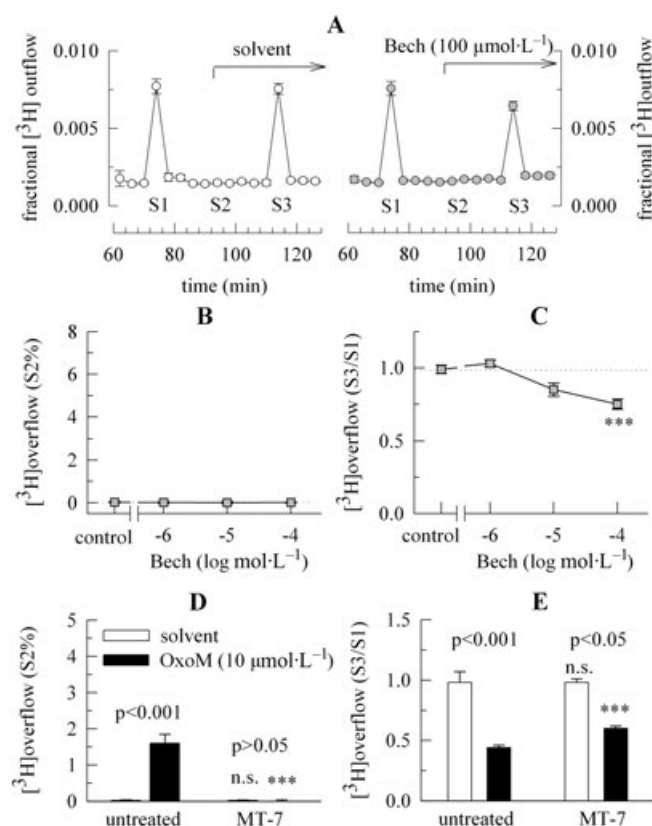 A
solvent
Bech (100 µmol·L⁻¹)
fractional [³H] outflow
0.010
0.005
0.000
S1 S2 S3
60 80 100 120
time (min)
S1 S2 S3
60 80 100 120
time (min)
0.010
0.005
0.000
fractional [³H]outflow
B
[³H]overflow (S2%)
8
6
4
2
0
control -6 -5 -4
Bech (log mol·L⁻¹)
C
[³H]overflow (S3/S1)
1.0
0.5
0.0
***
control -6 -5 -4
Bech (log mol·L⁻¹)
D
[³H]overflow (S2%)
5
4
3
2
1
0
solvent
OxoM (10 µmol·L⁻¹)
p<0.001
p>0.05
n.s. ***
untreated MT-7
E
[³H]overflow (S3/S1)
1.5
1.0
0.5
0.0
p<0.001 p<0.05
n.s.
***
untreated MT-7